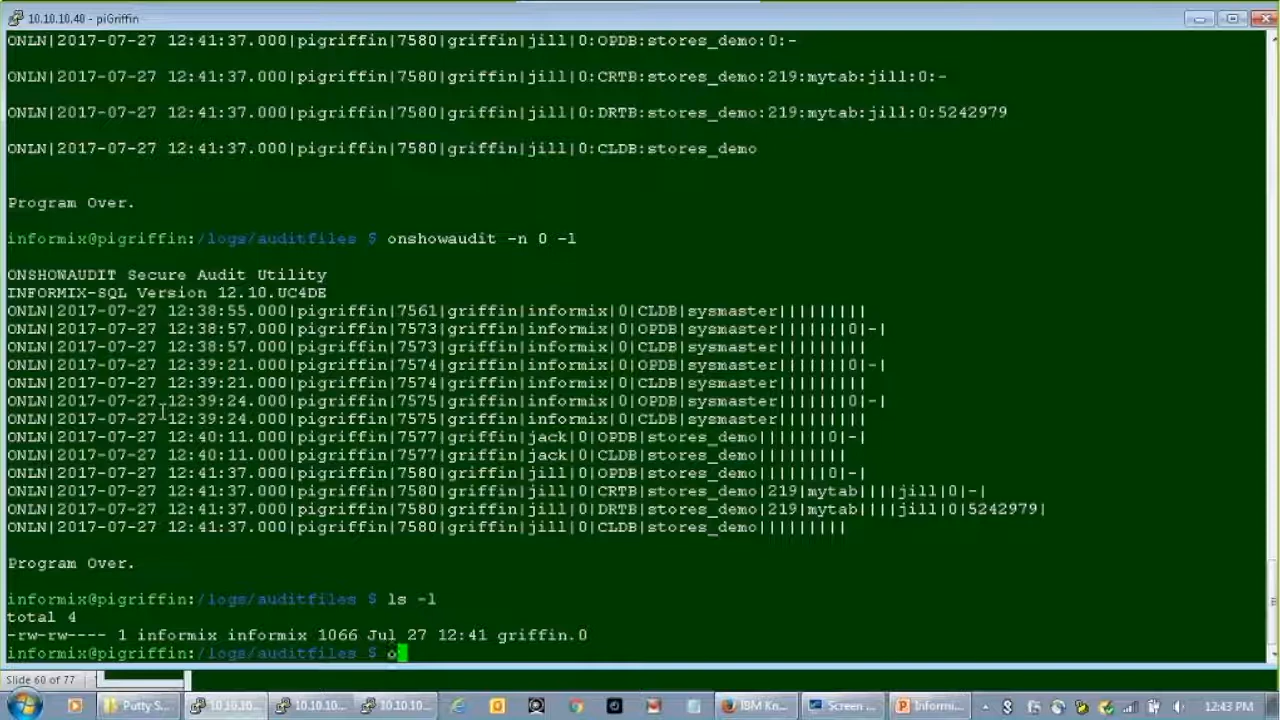 10.10.10.40 - piGriffin
ONLN|2017-07-27 12:41:37.000|pigriffin|7580|griffin|jill|0:OPDB:stores_demo:0:-
ONLN|2017-07-27 12:41:37.000|pigriffin|7580|griffin|jill|0:CRTB:stores_demo:219:mytab:jill:0:-
ONLN|2017-07-27 12:41:37.000|pigriffin|7580|griffin|jill|0:DRTB:stores_demo:219:mytab:jill:0:5242979
ONLN|2017-07-27 12:41:37.000|pigriffin|7580|griffin|jill|0:CLDB:stores_demo
Program Over.
informix@pigriffin:/logs/auditfiles $ onshowaudit -n 0 -l
ONSHOWAUDIT Secure Audit Utility
INFORMIX-SQL Version 12.10.UC4DE
ONLN|2017-07-27 12:38:55.000|pigriffin|7561|griffin|informix|0|CLDB|sysmaster|||||||||
ONLN|2017-07-27 12:38:57.000|pigriffin|7573|griffin|informix|0|OPDB|sysmaster|||||||0|-|
ONLN|2017-07-27 12:38:57.000|pigriffin|7573|griffin|informix|0|CLDB|sysmaster|||||||||
ONLN|2017-07-27 12:39:21.000|pigriffin|7574|griffin|informix|0|OPDB|sysmaster|||||||0|-|
ONLN|2017-07-27 12:39:21.000|pigriffin|7574|griffin|informix|0|CLDB|sysmaster|||||||||
ONLN|2017-07-27 12:39:24.000|pigriffin|7575|griffin|informix|0|OPDB|sysmaster|||||||0|-|
ONLN|2017-07-27 12:39:24.000|pigriffin|7575|griffin|informix|0|CLDB|sysmaster|||||||||
ONLN|2017-07-27 12:40:11.000|pigriffin|7577|griffin|jack|0|OPDB|stores_demo|||||||0|-|
ONLN|2017-07-27 12:40:11.000|pigriffin|7577|griffin|jack|0|CLDB|stores_demo|||||||||
ONLN|2017-07-27 12:41:37.000|pigriffin|7580|griffin|jill|0|OPDB|stores_demo|||||||0|-|
ONLN|2017-07-27 12:41:37.000|pigriffin|7580|griffin|jill|0|CRTB|stores_demo|219|mytab||||jill|0|-|
ONLN|2017-07-27 12:41:37.000|pigriffin|7580|griffin|jill|0|DRTB|stores_demo|219|mytab||||jill|0|5242979|
ONLN|2017-07-27 12:41:37.000|pigriffin|7580|griffin|jill|0|CLDB|stores_demo|||||||||
Program Over.
informix@pigriffin:/logs/auditfiles $ ls -l
total 4
-rw-rw---- 1 informix informix 1066 Jul 27 12:41 griffin.0
informix@pigriffin:/logs/auditfiles $ o
Slide 60 of 77
Putty S... 10.10.10... 10.10.10... 10.10.10... IBM Kn... Screen ... Informi... 12:43 PM